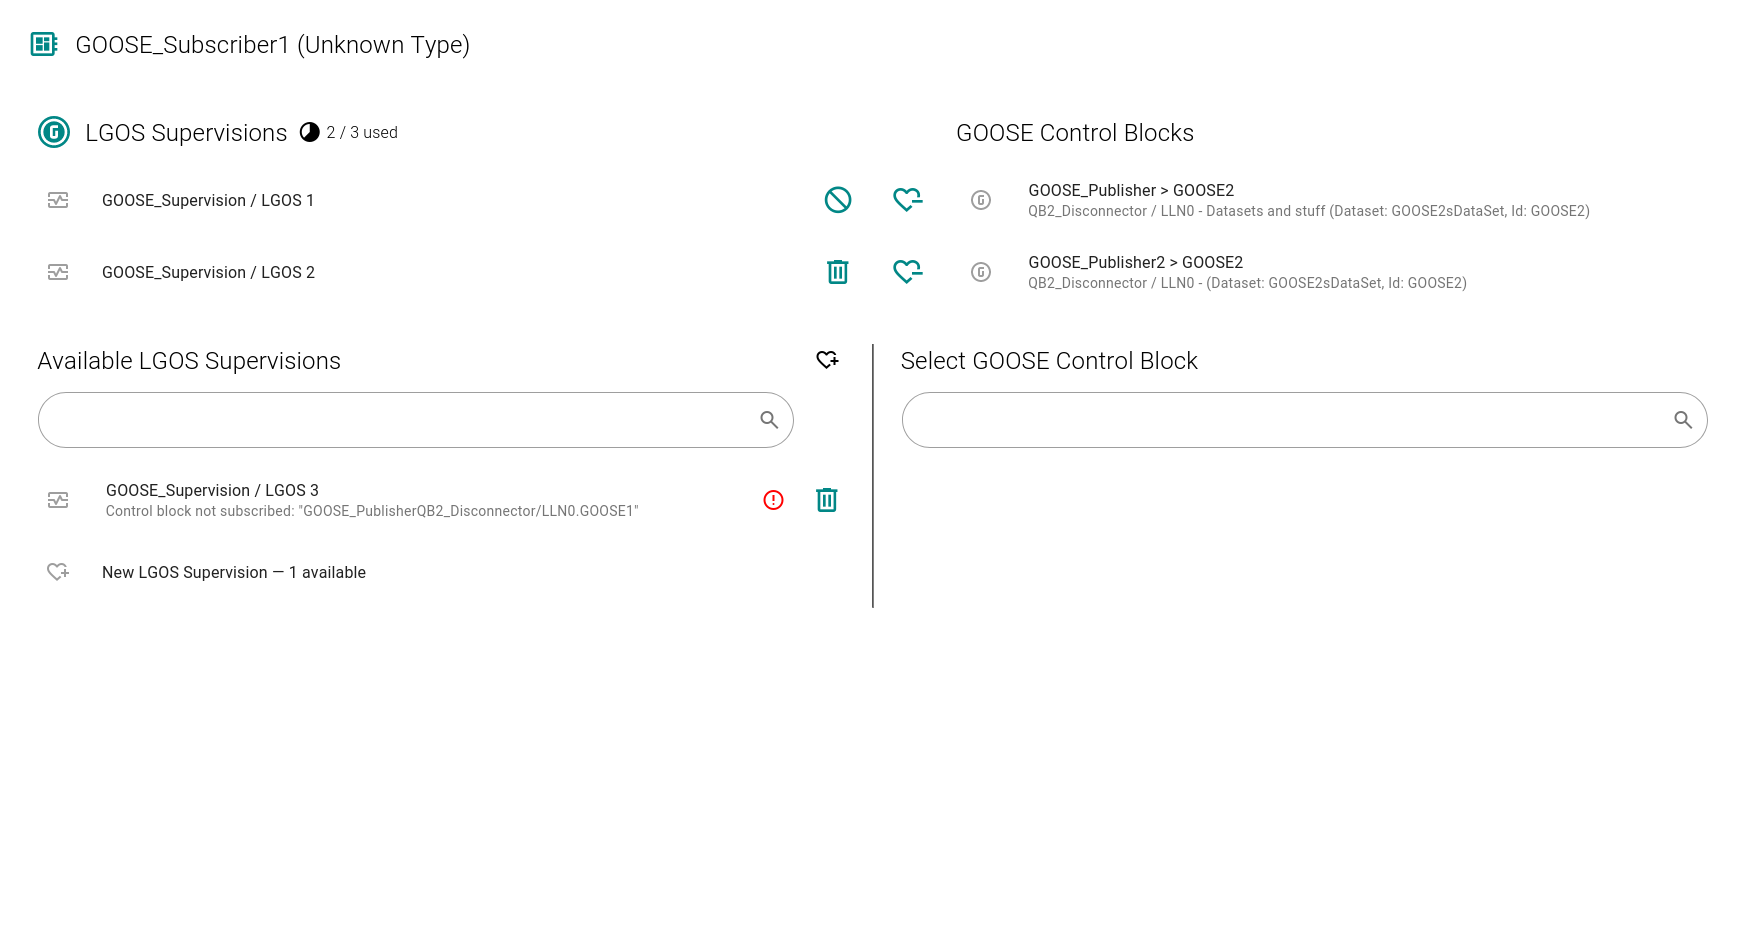 GOOSE_Subscriber1 (Unknown Type)
LGOS Supervisions 2 / 3 used
GOOSE Control Blocks
GOOSE_Supervision / LGOS 1
GOOSE_Publisher > GOOSE2
QB2_Disconnector / LLN0 - Datasets and stuff (Dataset: GOOSE2sDataSet, Id: GOOSE2)
GOOSE_Supervision / LGOS 2
GOOSE_Publisher2 > GOOSE2
QB2_Disconnector / LLN0 - (Dataset: GOOSE2sDataSet, Id: GOOSE2)
Available LGOS Supervisions
Select GOOSE Control Block
GOOSE_Supervision / LGOS 3
Control block not subscribed: "GOOSE_PublisherQB2_Disconnector/LLN0.GOOSE1"
New LGOS Supervision — 1 available